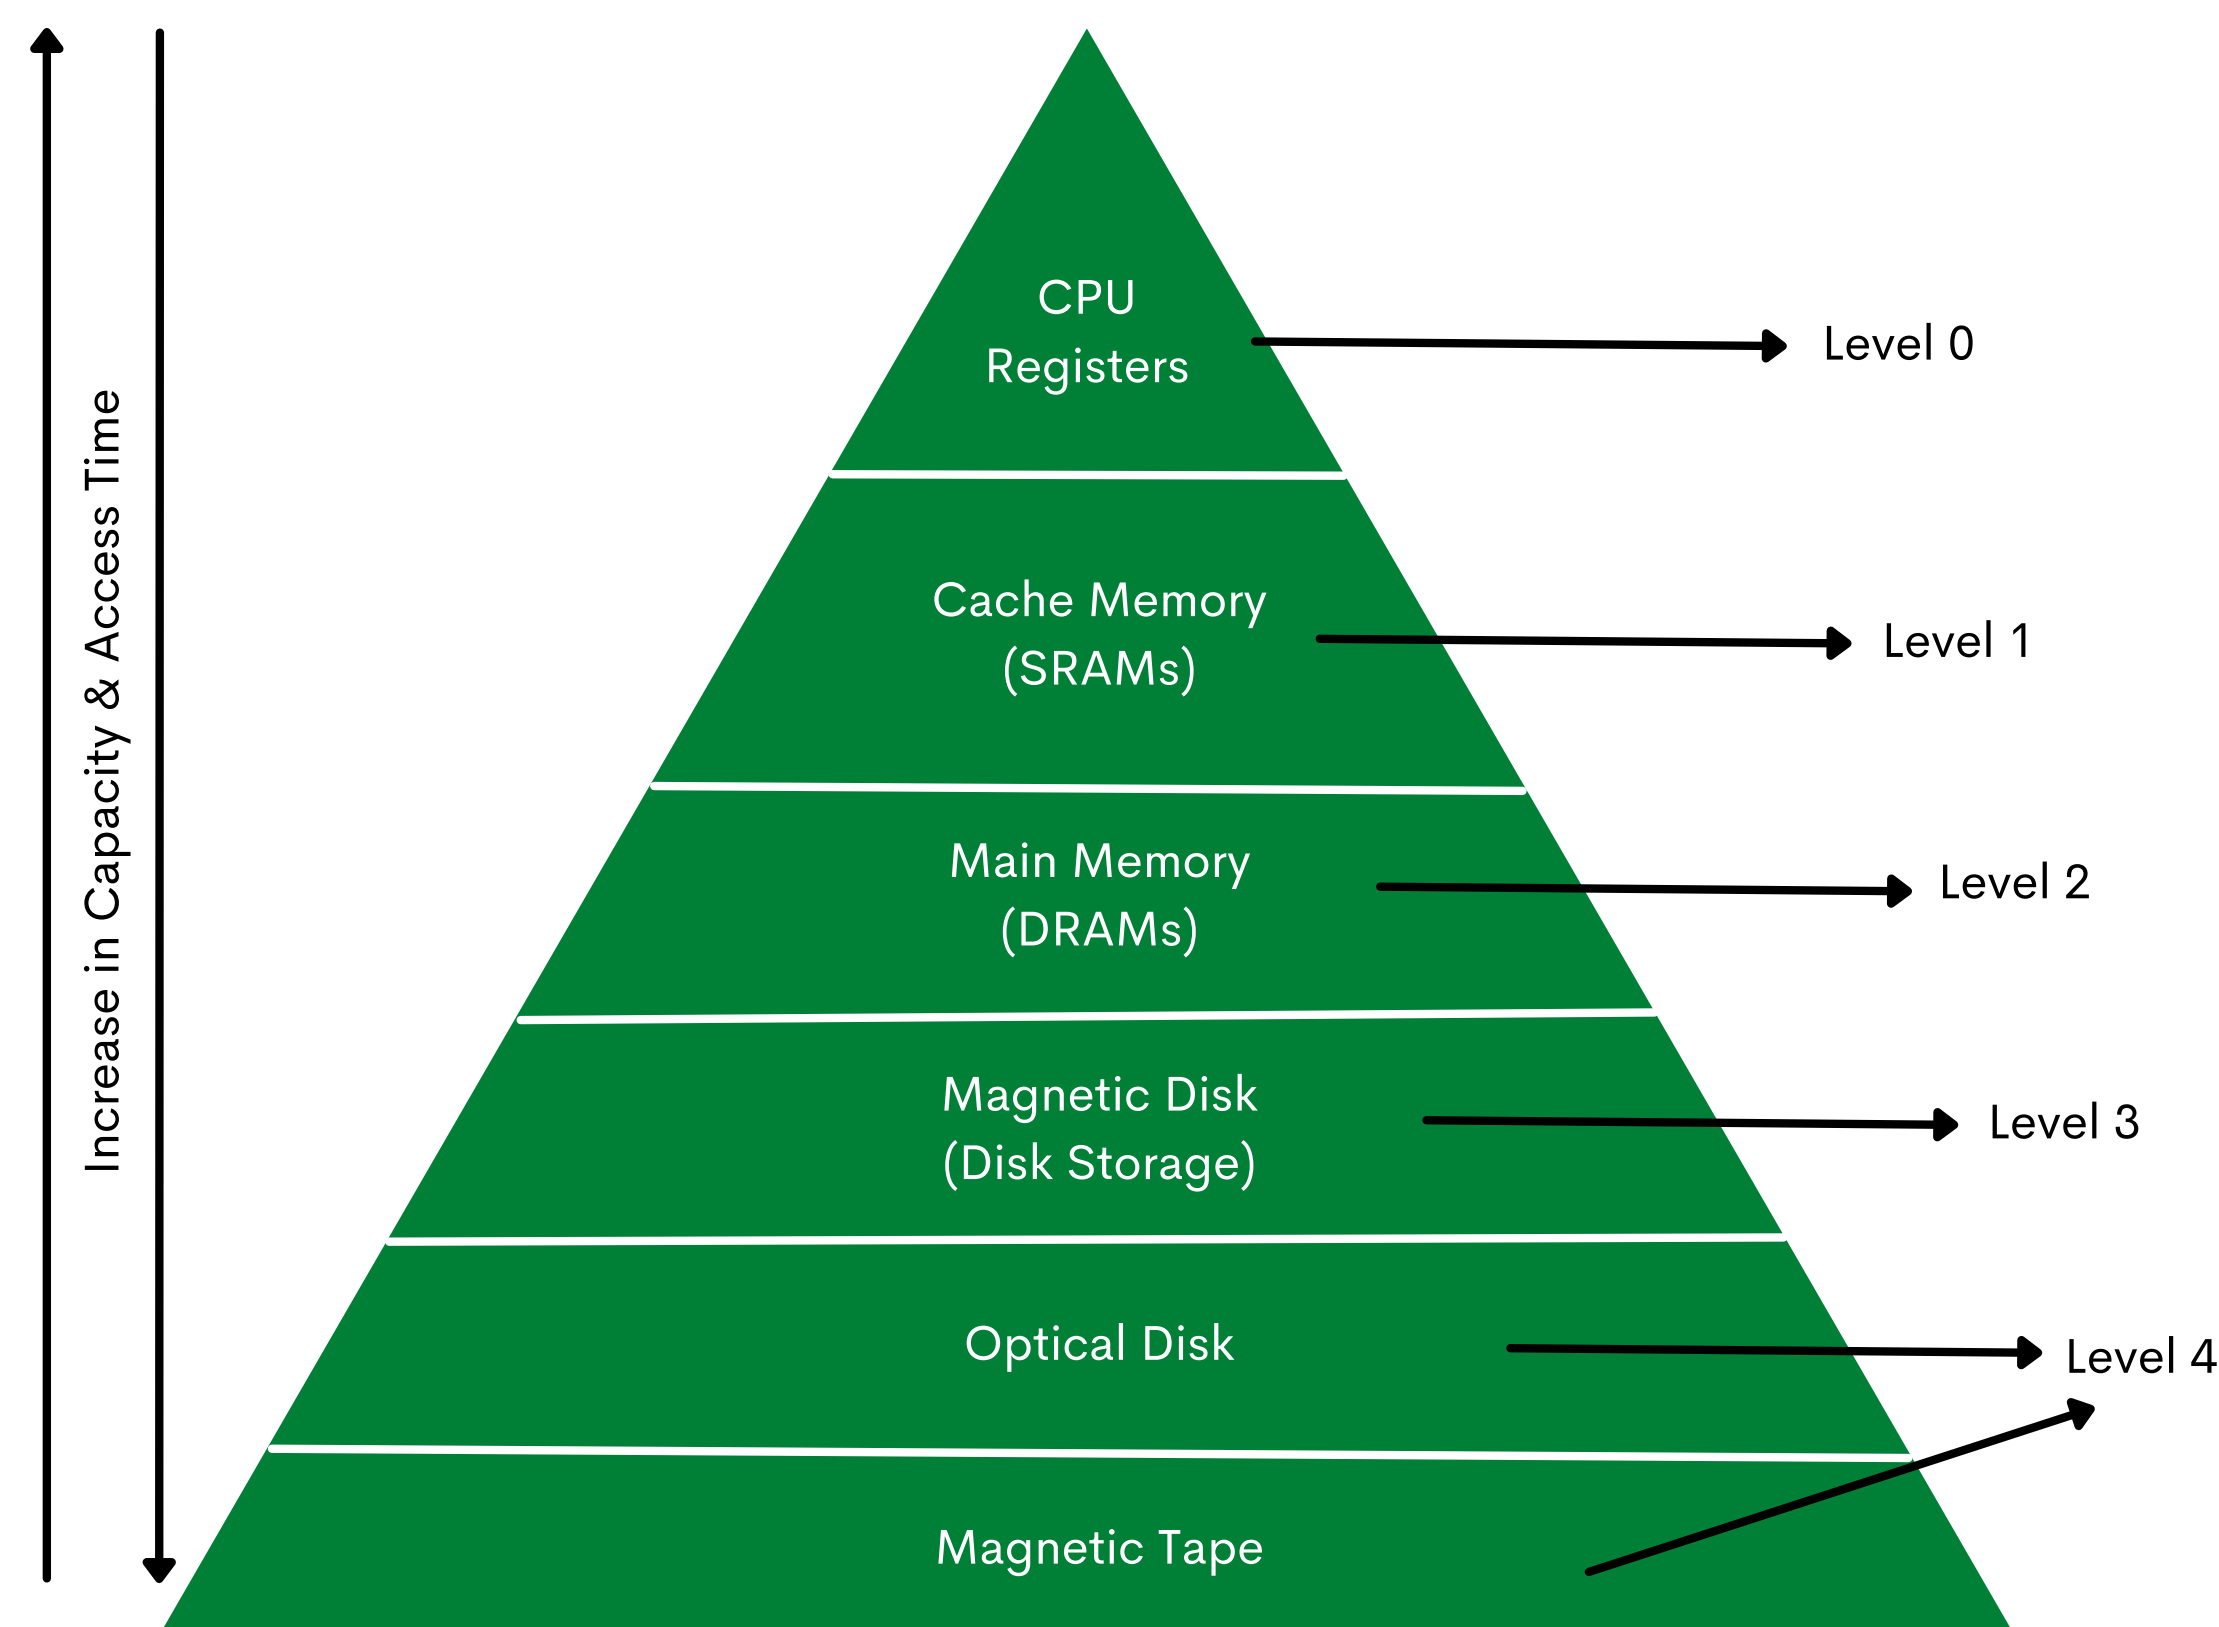 CPU
Registers
Level 0
Cache Memory
(SRAMs)
Level 1
Main Memory
(DRAMs)
Level 2
Magnetic Disk
(Disk Storage)
Level 3
Optical Disk
Level 4
Magnetic Tape
Increase in Capacity & Access Time